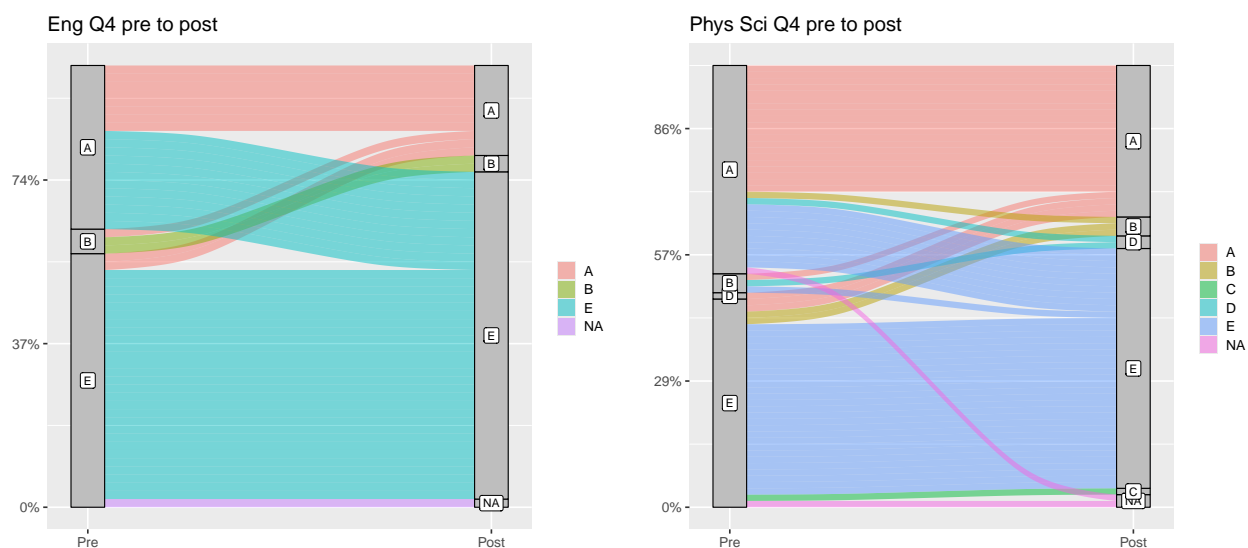 Eng Q4 pre to post
74%
37%
0%
A
B
E
A
B
E
NA
Pre
Post
A
B
E
NA
Phys Sci Q4 pre to post
86%
57%
29%
0%
A
B
D
E
A
B
D
E
C
NA
Pre
Post
A
B
C
D
E
NA